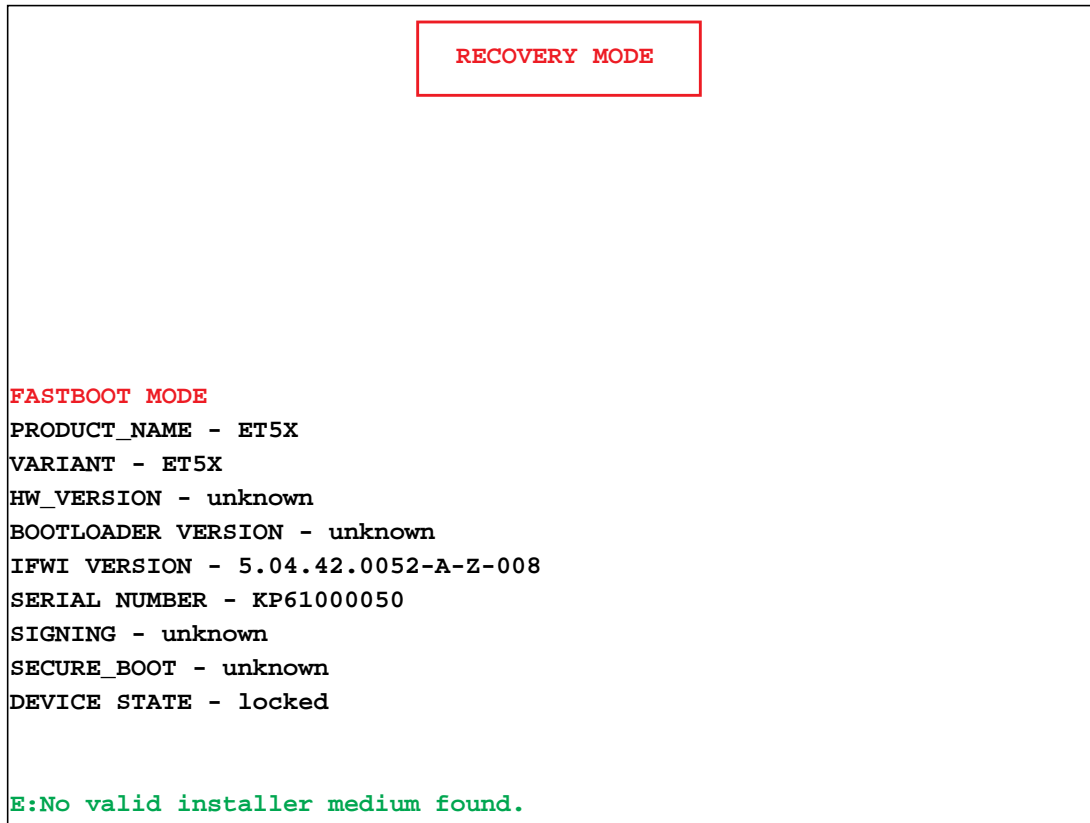 RECOVERY MODE
FASTBOOT MODE
PRODUCT_NAME - ET5X
VARIANT - ET5X
HW_VERSION - unknown
BOOTLOADER VERSION - unknown
IFWI VERSION - 5.04.42.0052-A-Z-008
SERIAL NUMBER - KP61000050
SIGNING - unknown
SECURE_BOOT - unknown
DEVICE STATE - locked
E:No valid installer medium found.